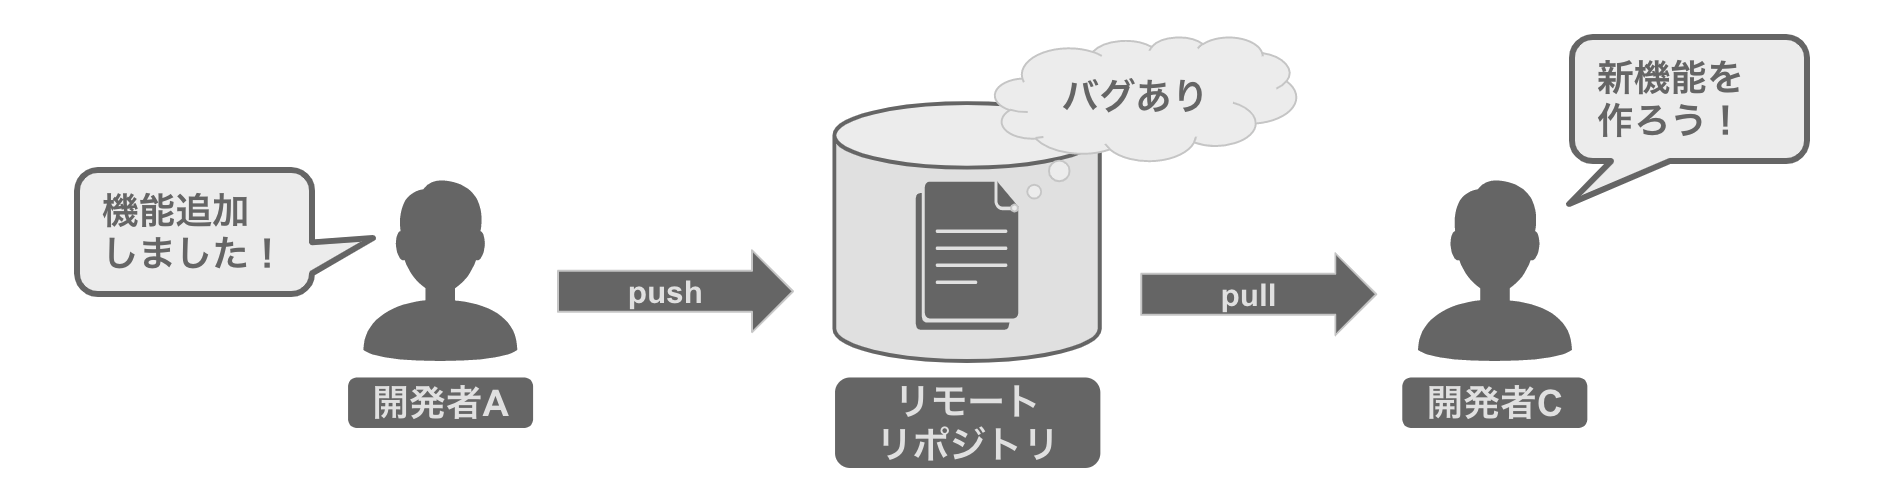 機能追加
しました！
開発者A
push
バグあり
リモート
リポジトリ
pull
新機能を
作ろう！
開発者C